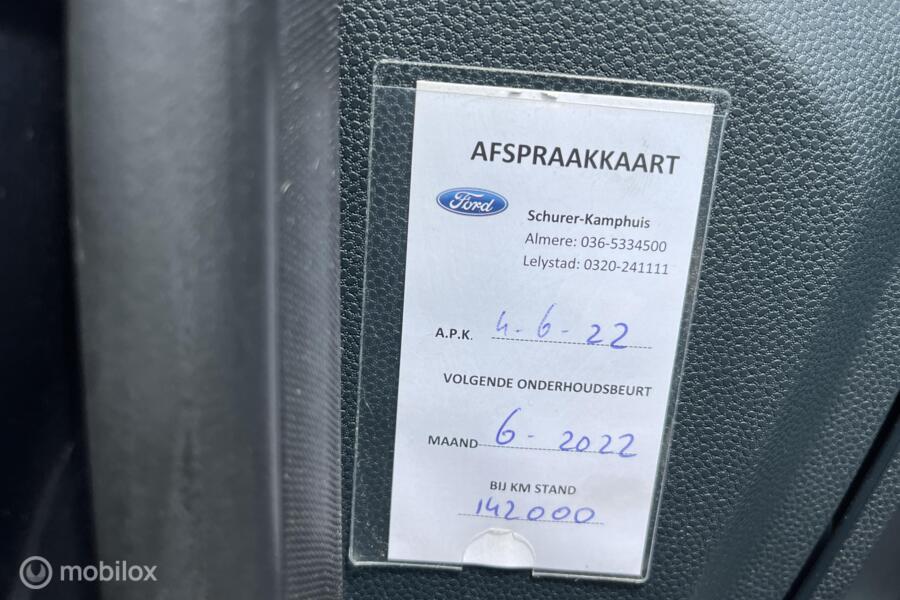 AFSPRAAKKAART
Ford
Schurer-Kamphuis
Almere: 036-5334500
Lelystad: 0320-241111
A.P.K. 4-6-22
VOLGENDE ONDERHOUDSBEURT
MAAND 6-2022
BIJ KM STAND
142000
mobilox